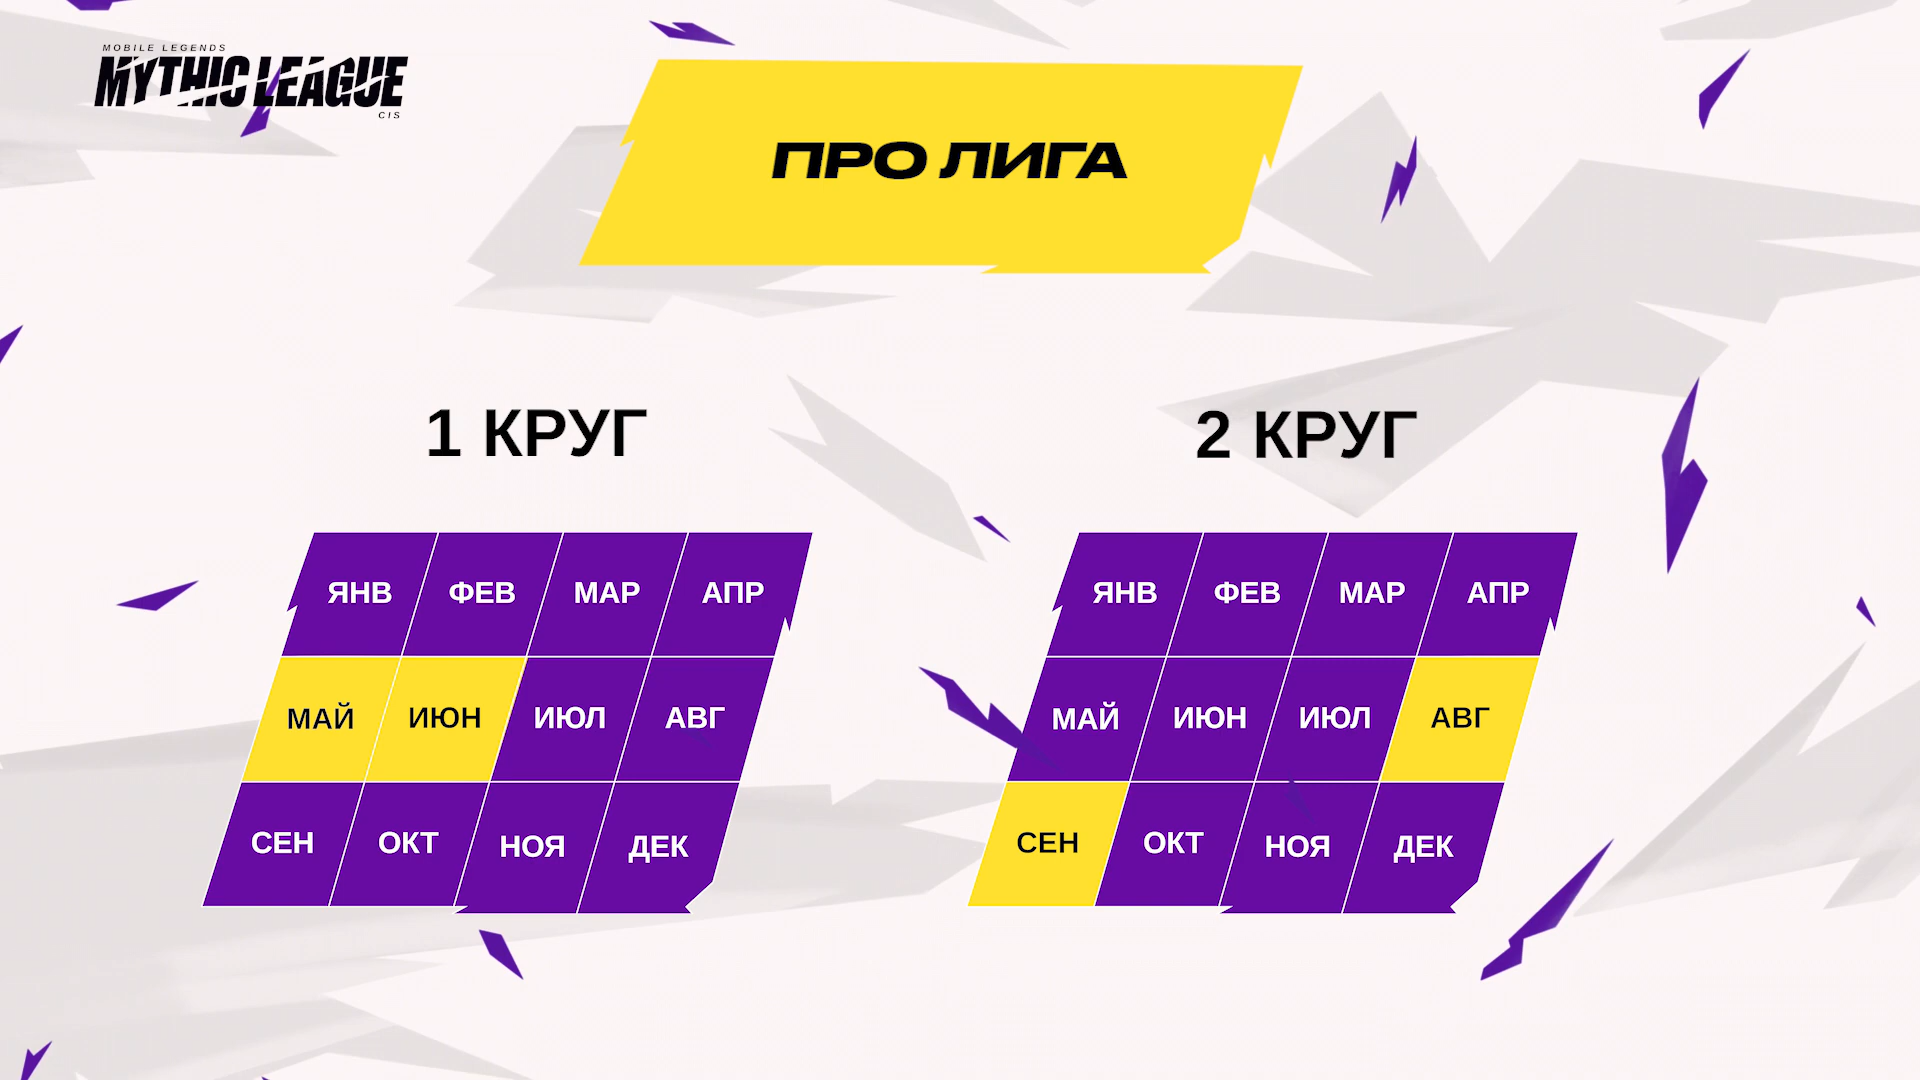 MOBILE LEGENDS
MYTHIC LEAGUE
CIS
ПРО ЛИГА
1 КРУГ
ЯНВ ФЕВ МАР АПР
МАЙ ИЮН ИЮЛ АВГ
СЕН ОКТ НОЯ ДЕК
2 КРУГ
ЯНВ ФЕВ МАР АПР
МАЙ ИЮН ИЮЛ АВГ
СЕН ОКТ НОЯ ДЕК